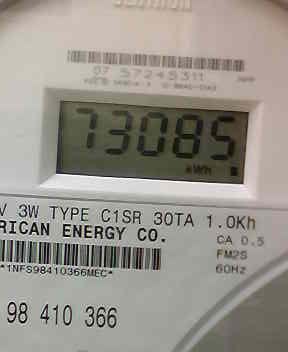 07 57245311
73085
kWh
V 3W TYPE C1SR 30TA 1.0Kh
RICAN ENERGY CO.
CA 0.5
FM2S
*1NFS98410366MEC*
60Hz
98 410 366